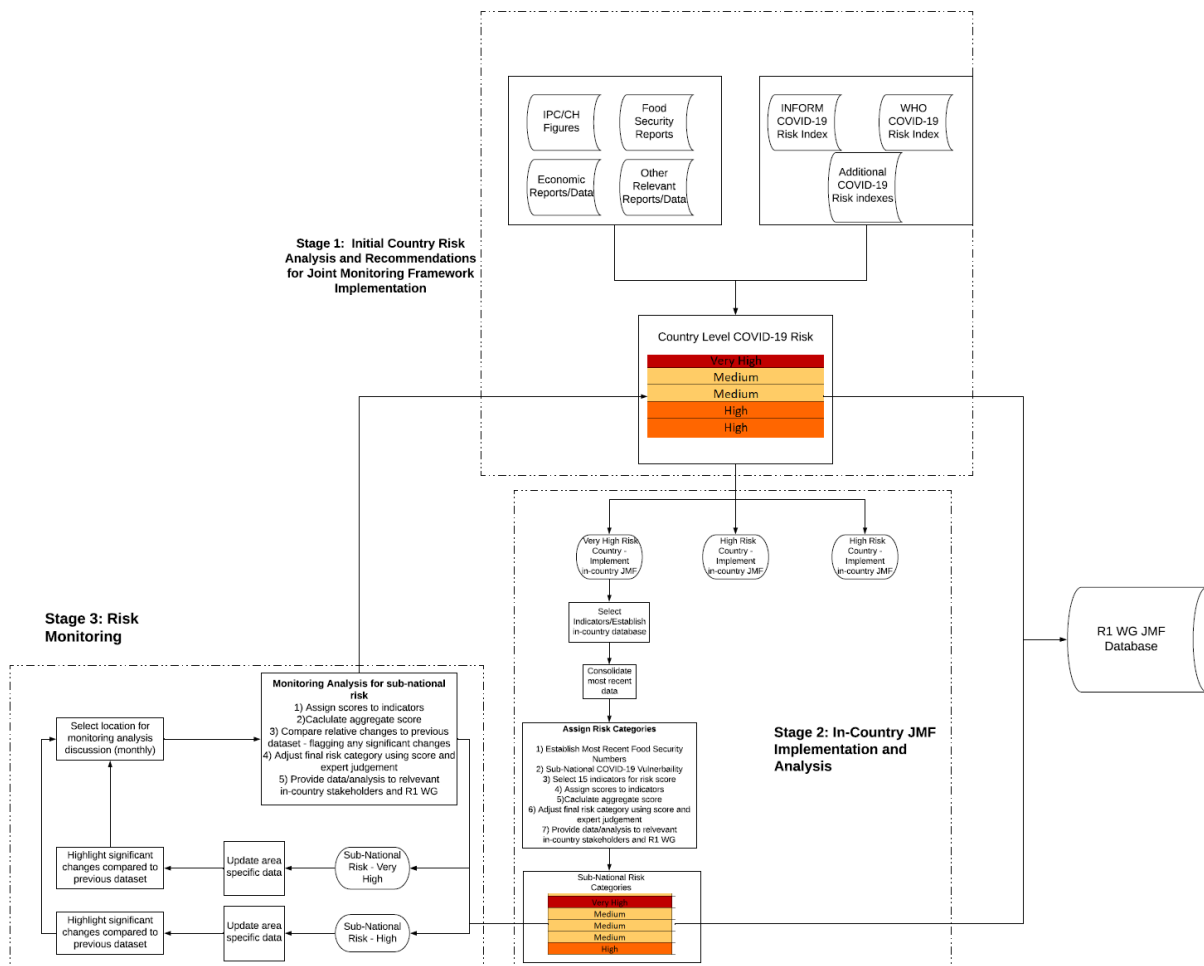 IPC/CH
Figures
Food
Security
Reports
Economic
Reports/Data
Other
Relevant
Reports/Data
INFORM
COVID-19
Risk Index
WHO
COVID-19
Risk Index
Additional
COVID-19
Risk indexes
Stage 1:  Initial Country Risk
Analysis and Recommendations
for Joint Monitoring Framework
Implementation
Country Level COVID-19 Risk
Very High
Medium
Medium
High
High
Very High Risk
Country -
Implement
in-country JMF
High Risk
Country -
Implement
in-country JMF
High Risk
Country -
Implement
in-country JMF
Select
Indicators/Establish
in-country database
Consolidate
most recent
data
Assign Risk Categories
1) Establish Most Recent Food Security
Numbers
2) Sub-National COVID-19 Vulnerbaility
3) Select 15 indicators for risk score
4) Assign scores to indicators
5)Caclulate aggregate score
6) Adjust final risk category using score and
expert judgement
7) Provide data/analysis to relvevant
in-country stakeholders and R1 WG
Stage 2: In-Country JMF
Implementation and
Analysis
Sub-National Risk
Categories
Very High
Medium
Medium
Medium
High
R1 WG JMF
Database
Stage 3: Risk
Monitoring
Monitoring Analysis for sub-national
risk
1) Assign scores to indicators
2)Caclulate aggregate score
3) Compare relative changes to previous
dataset - flagging any significant changes
4) Adjust final risk category using score and
expert judgement
5) Provide data/analysis to relvevant
in-country stakeholders and R1 WG
Select location for
monitoring analysis
discussion (monthly)
Highlight significant
changes compared to
previous dataset
Update area
specific data
Sub-National
Risk - Very
High
Highlight significant
changes compared to
previous dataset
Update area
specific data
Sub-National
Risk - High